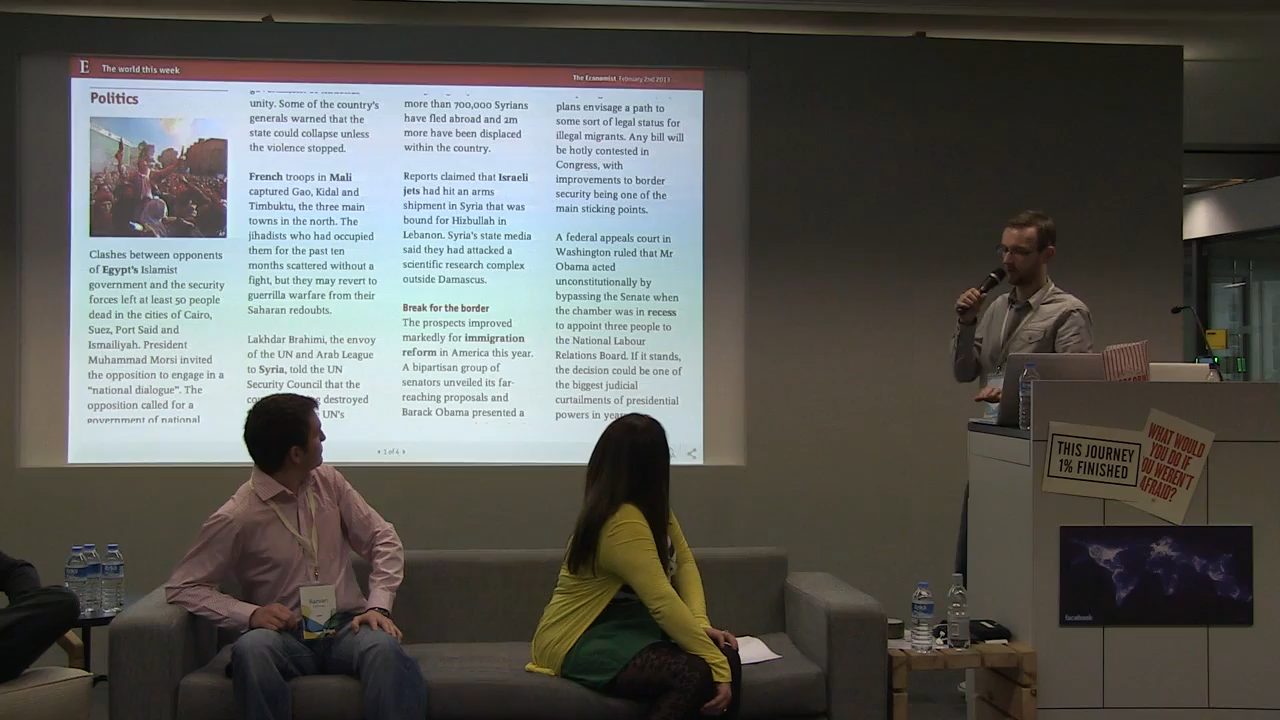 E The world this week
The Economist February 2nd 2013
Politics
Clashes between opponents
of Egypt's Islamist
government and the security
forces left at least 50 people
dead in the cities of Cairo,
Suez, Port Said and
Ismailiyah. President
Muhammad Morsi invited
the opposition to engage in a
"national dialogue". The
opposition called for a
government of national
unity. Some of the country's
generals warned that the
state could collapse unless
the violence stopped.
French troops in Mali
captured Gao, Kidal and
Timbuktu, the three main
towns in the north. The
jihadists who had occupied
them for the past ten
months scattered without a
fight, but they may revert to
guerrilla warfare from their
Saharan redoubts.
Lakhdar Brahimi, the envoy
of the UN and Arab League
to Syria, told the UN
Security Council that the
destroyed
UN's
more than 700,000 Syrians
have fled abroad and 2m
more have been displaced
within the country.
Reports claimed that Israeli
jets had hit an arms
shipment in Syria that was
bound for Hizbullah in
Lebanon. Syria's state media
said they had attacked a
scientific research complex
outside Damascus.
Break for the border
The prospects improved
markedly for immigration
reform in America this year.
A bipartisan group of
senators unveiled its far-
reaching proposals and
Barack Obama presented a
plans envisage a path to
some sort of legal status for
illegal migrants. Any bill will
be hotly contested in
Congress, with
improvements to border
security being one of the
main sticking points.
A federal appeals court in
Washington ruled that Mr
Obama acted
unconstitutionally by
bypassing the Senate when
the chamber was in recess
to appoint three people to
the National Labour
Relations Board. If it stands,
the decision could be one of
the biggest judicial
curtailments of presidential
powers in years
1 of 4
THIS JOURNEY
1% FINISHED
WHAT WOULD
YOU DO IF
OU WEREN'T
AFRAID?
facebook